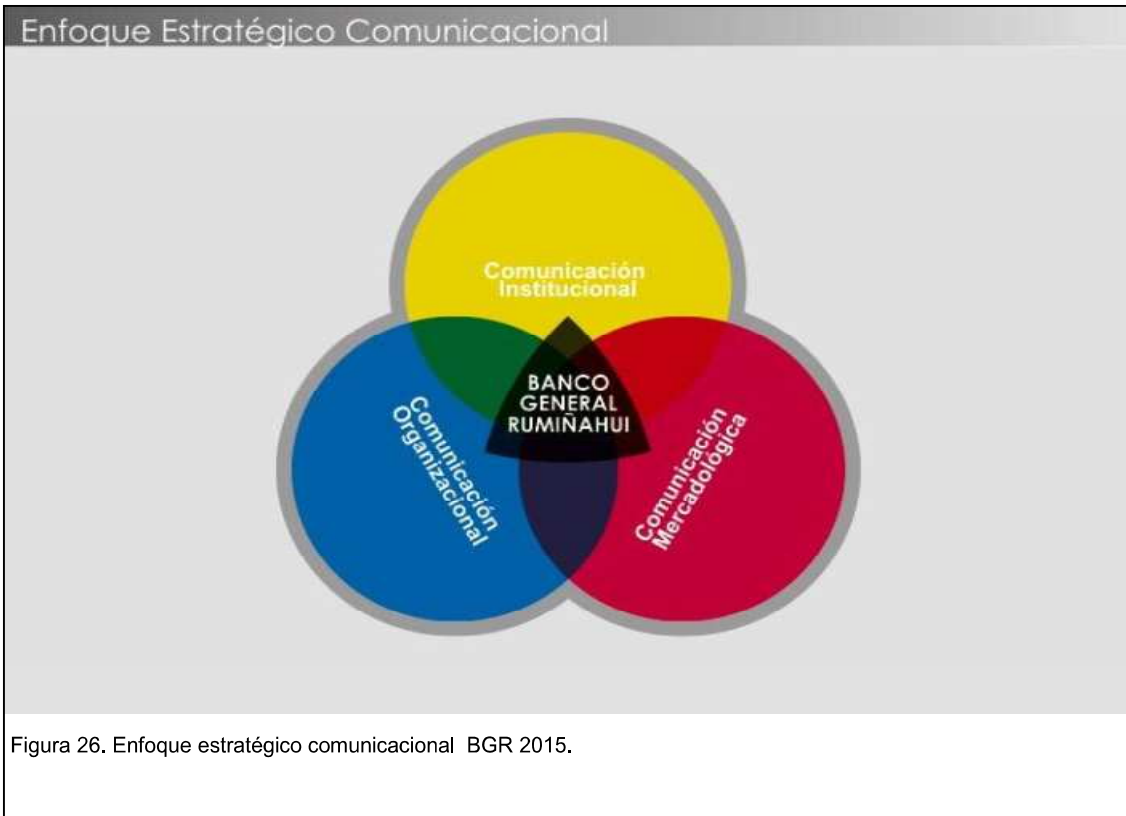 Enfoque Estratégico Comunicacional
Comunicación
Institucional
BANCO
GENERAL
RUMIÑAHUI
Comunicación
Organizacional
Comunicación
Mercadológica
Figura 26. Enfoque estratégico comunicacional BGR 2015.